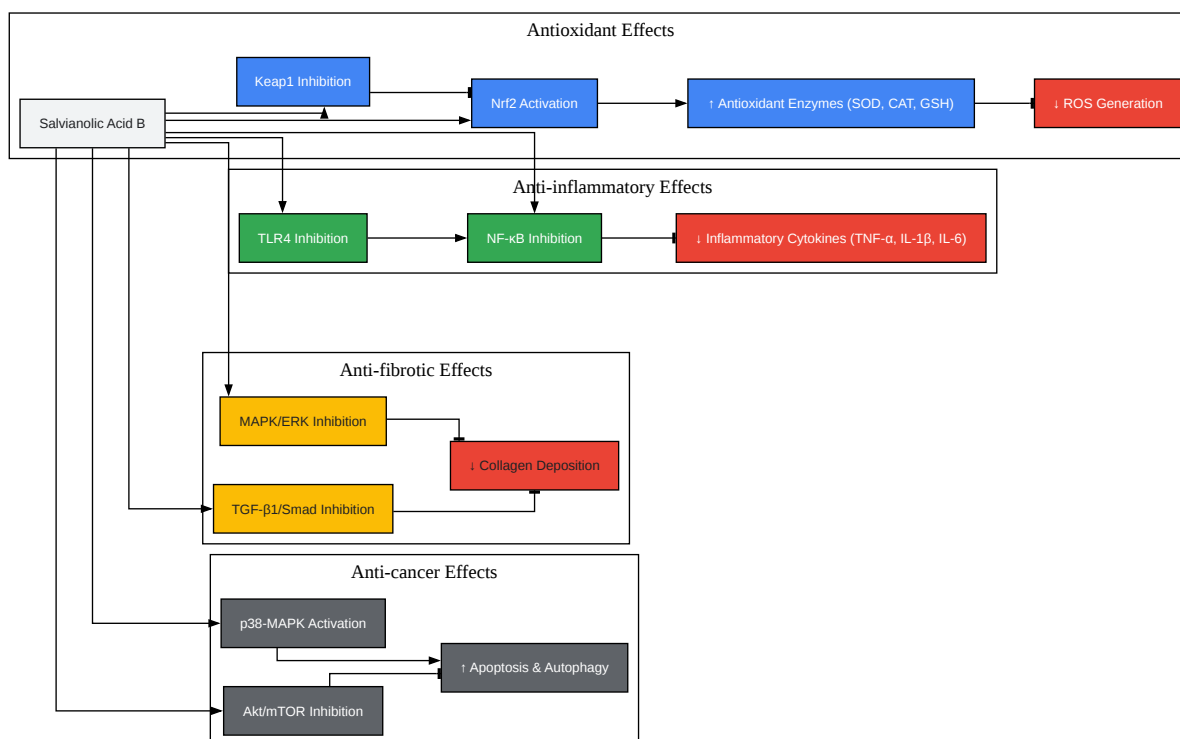 Antioxidant Effects
Keap1 Inhibition
Nrf2 Activation
↑ Antioxidant Enzymes (SOD, CAT, GSH)
↓ ROS Generation
Salvianolic Acid B
Anti-inflammatory Effects
TLR4 Inhibition
NF-κB Inhibition
↓ Inflammatory Cytokines (TNF-α, IL-1β, IL-6)
Anti-fibrotic Effects
MAPK/ERK Inhibition
↓ Collagen Deposition
TGF-β1/Smad Inhibition
Anti-cancer Effects
p38-MAPK Activation
↑ Apoptosis & Autophagy
Akt/mTOR Inhibition